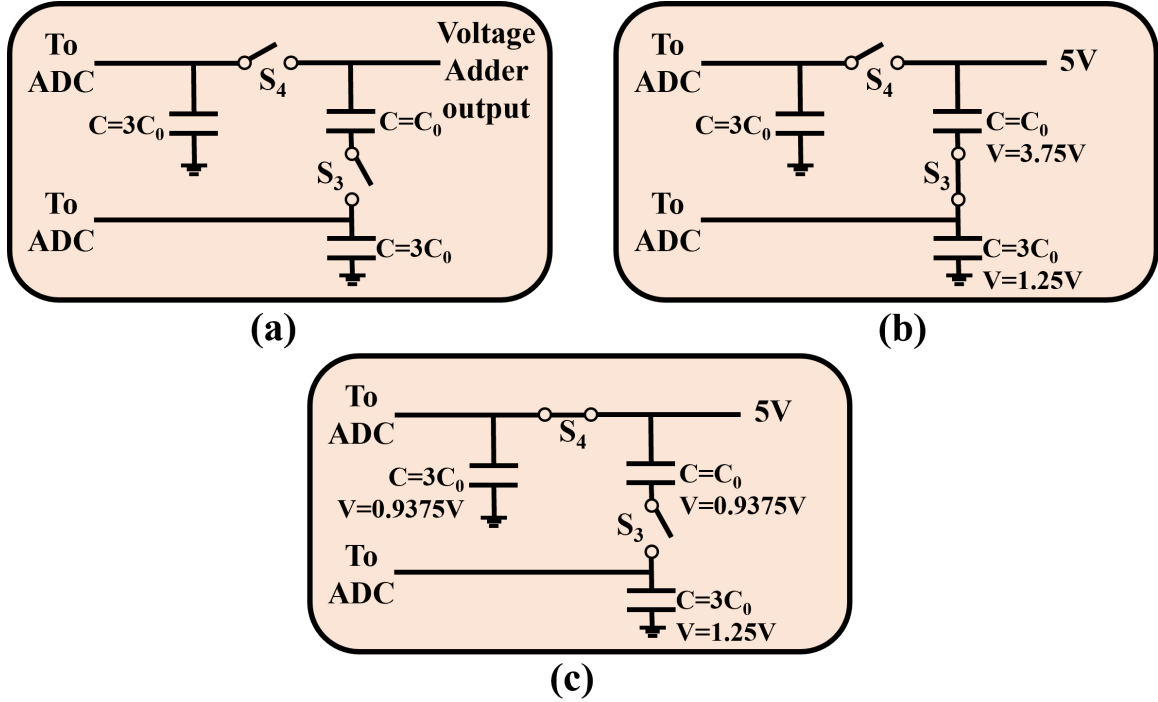 To
ADC
S4
Voltage
Adder
output
C=3C0
C=C0
S3
To
ADC
C=3C0
(a)
To
ADC
S4
5V
C=3C0
C=C0
V=3.75V
S3
To
ADC
C=3C0
V=1.25V
(b)
To
ADC
S4
5V
C=3C0
V=0.9375V
C=C0
V=0.9375V
S3
To
ADC
C=3C0
V=1.25V
(c)